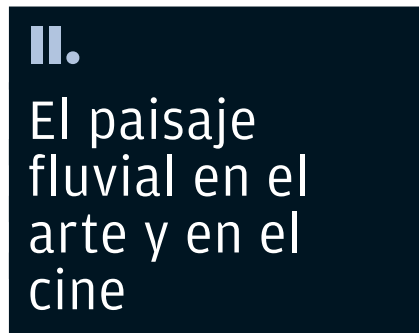 II.
El paisaje
fluvial en el
arte y en el
cine